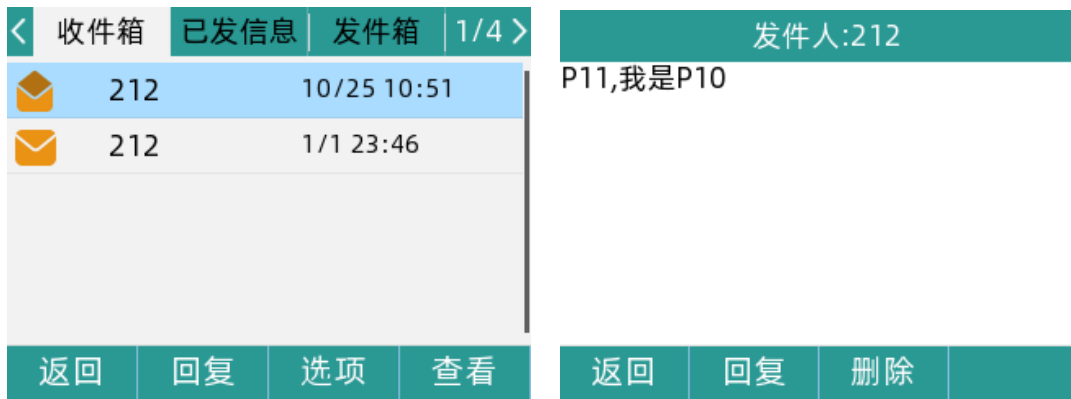 收件箱 已发信息 发件箱 1/4
212 10/25 10:51
212 1/1 23:46
返回 回复 选项 查看
发件人:212
P11,我是P10
返回 回复 删除